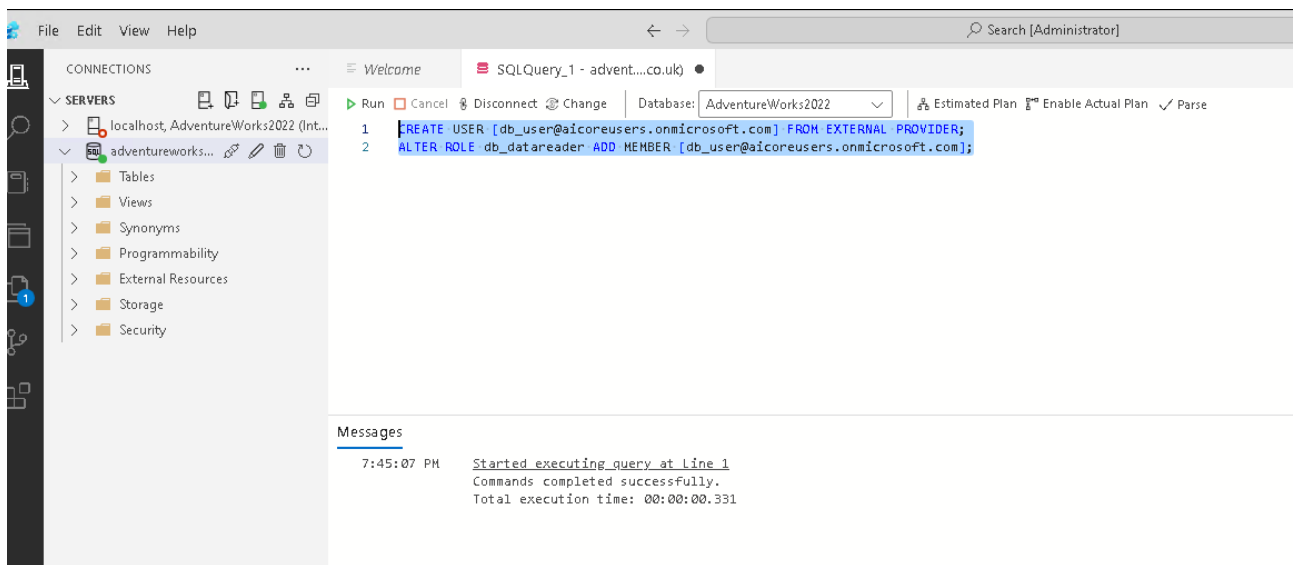 File Edit View Help
Search [Administrator]
CONNECTIONS
Welcome
SQLQuery_1 - advent....co.uk)
SERVERS
Run Cancel Disconnect Change Database: AdventureWorks2022 Estimated Plan Enable Actual Plan Parse
localhost, AdventureWorks2022 (Int...
1 CREATE USER [db_user@aicoreusers.onmicrosoft.com] FROM EXTERNAL PROVIDER;
adventureworks...
2 ALTER ROLE db_datareader ADD MEMBER [db_user@aicoreusers.onmicrosoft.com];
Tables
Views
Synonyms
Programmability
External Resources
1
Storage
Security
Messages
7:45:07 PM Started executing query at Line 1
Commands completed successfully.
Total execution time: 00:00:00.331